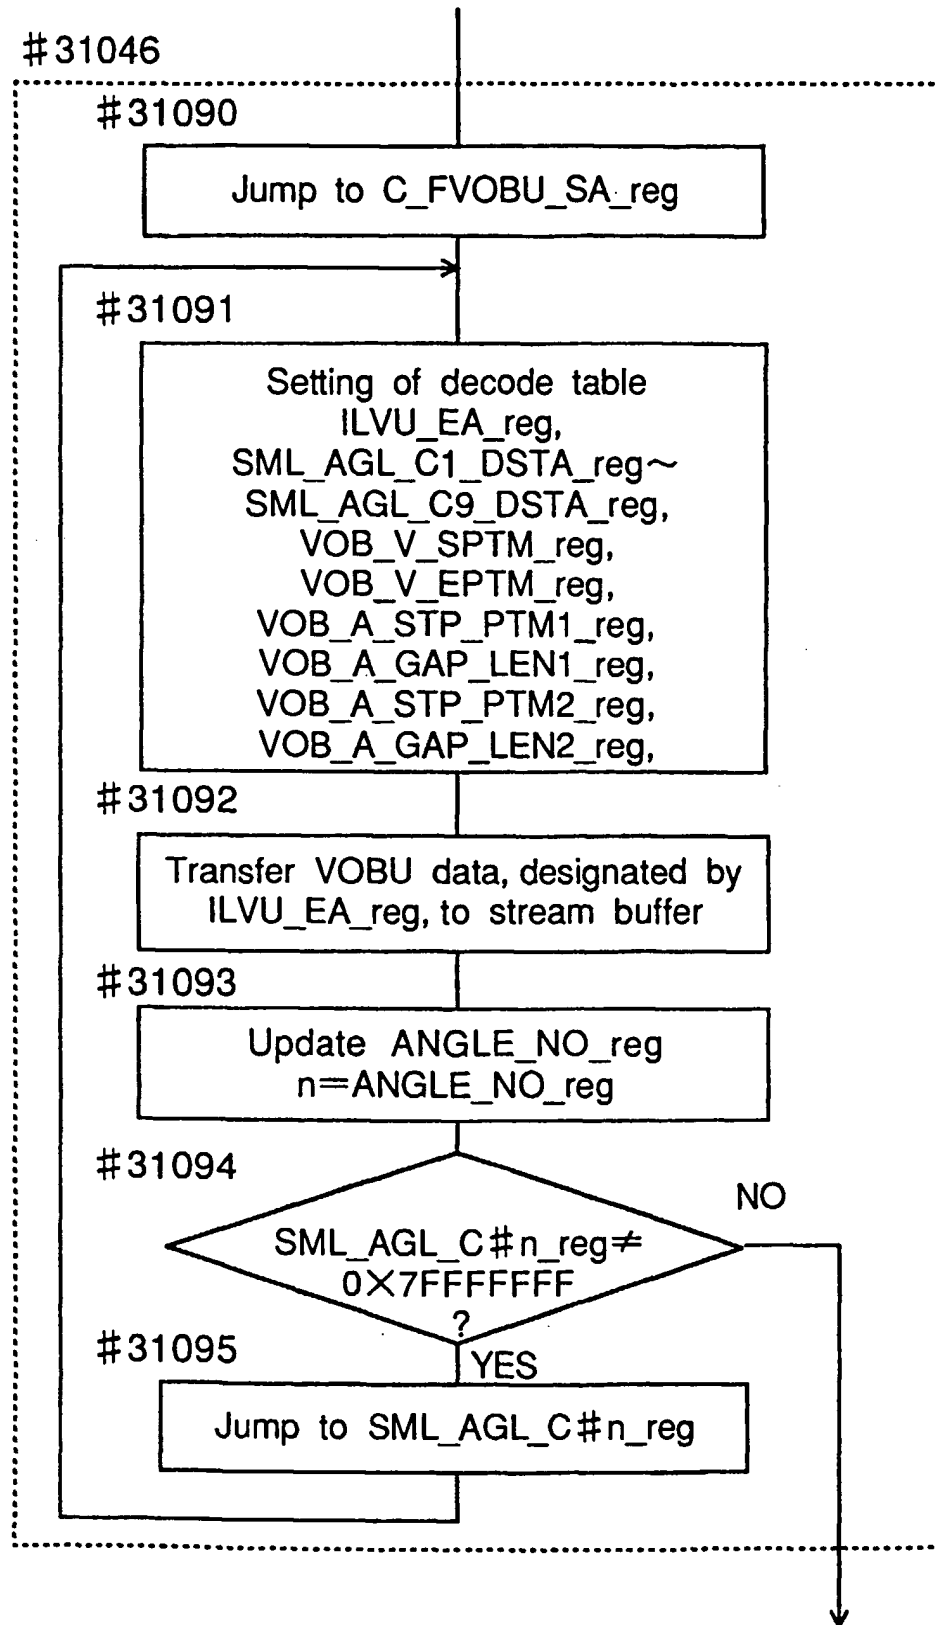 #31046
#31090
Jump to C_FVOBU_SA_reg
#31091
Setting of decode table
ILVU_EA_reg,
SML_AGL_C1_DSTA_reg~
SML_AGL_C9_DSTA_reg,
VOB_V_SPTM_reg,
VOB_V_EPTM_reg,
VOB_A_STP_PTM1_reg,
VOB_A_GAP_LEN1_reg,
VOB_A_STP_PTM2_reg,
VOB_A_GAP_LEN2_reg,
#31092
Transfer VOBU data, designated by
ILVU_EA_reg, to stream buffer
#31093
Update ANGLE_NO_reg
n=ANGLE_NO_reg
#31094
NO
SML_AGL_C#n_reg≠
0×7FFFFFFF
?
#31095
YES
Jump to SML_AGL_C#n_reg